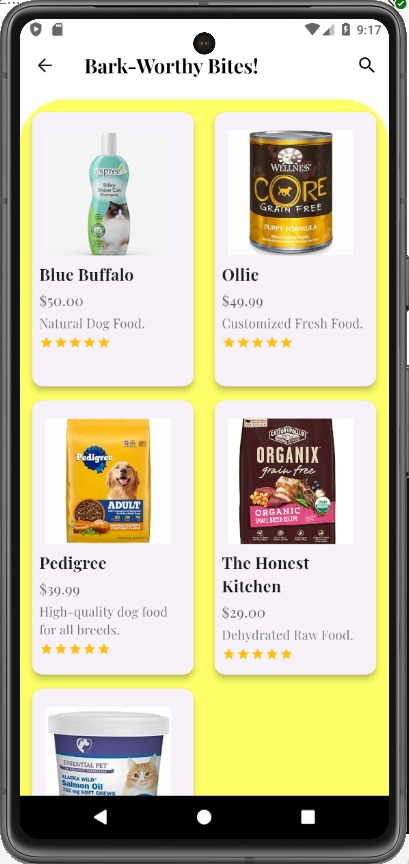 9:17
Bark-Worthy Bites!
espree
Silky
Show Cat
Shampoo
Blue Buffalo
$50.00
Natural Dog Food.
WELLNESS
CORE
GRAIN FREE
PUPPY FORMULA
Ollie
$49.99
Customized Fresh Food.
Pedigree
ADULT
Pedigree
$39.99
High-quality dog food
for all breeds.
ORGANIX
grain free
ORGANIC
SMALL BREED RECIPE
The Honest
Kitchen
$29.00
Dehydrated Raw Food.
ESSENTIAL PET
ALASKA WILD
Salmon Oil
250 mg SOFT CHEWS